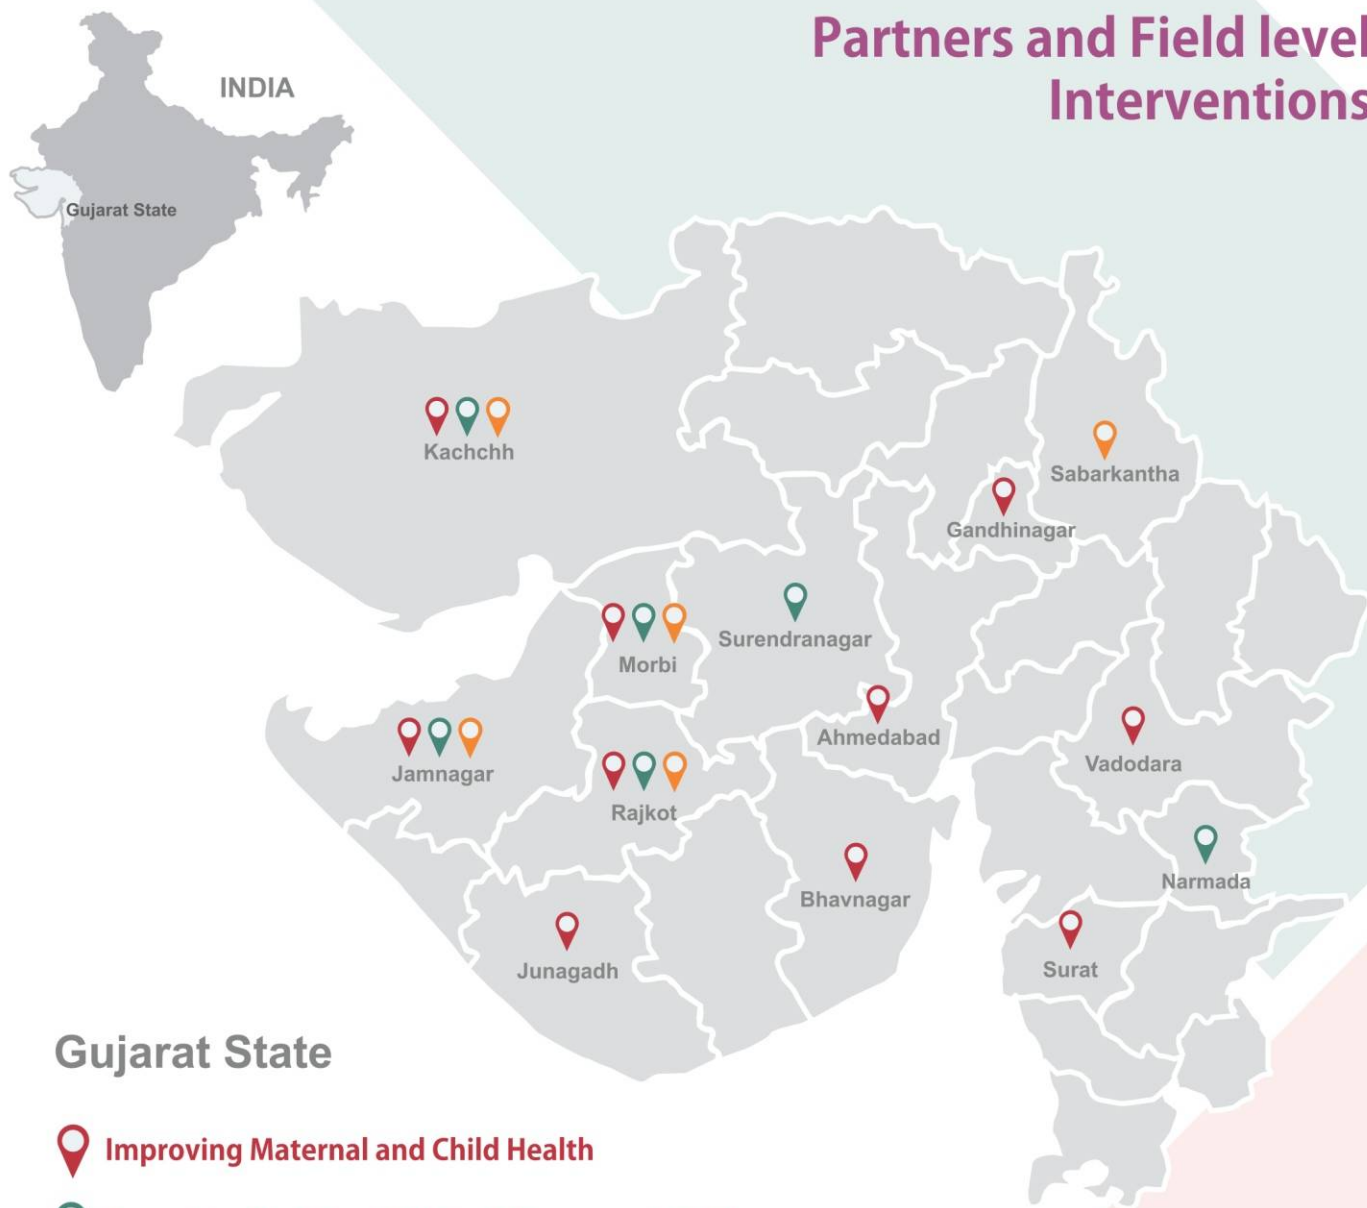 Partners and Field level
Interventions
INDIA
Gujarat State
Kachchh
Sabarkantha
Gandhinagar
Surendranagar
Morbi
Ahmedabad
Vadodara
Jamnagar
Rajkot
Narmada
Bhavnagar
Junagadh
Surat
Gujarat State
Improving Maternal and Child Health